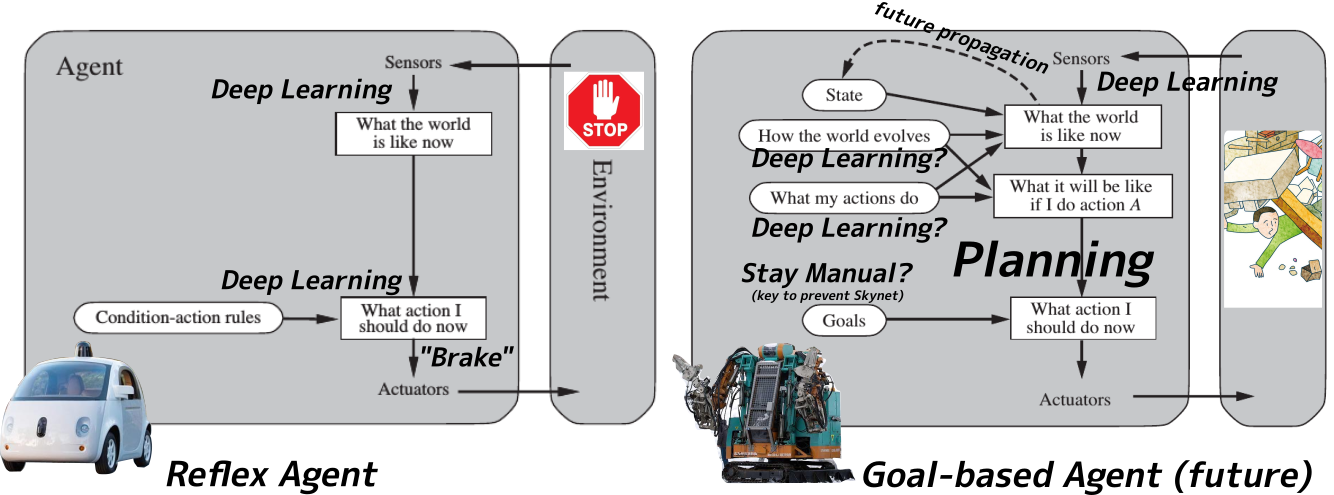 Agent
Sensors
Deep Learning
What the world
is like now
STOP
Environment
Deep Learning
Condition-action rules
What action I
should do now
"Brake"
Actuators
Reflex Agent
future propagation
Sensors
Deep Learning
State
What the world
is like now
How the world evolves
Deep Learning?
What my actions do
What it will be like
if I do action A
Deep Learning?
Planning
Stay Manual?
(key to prevent Skynet)
Goals
What action I
should do now
Actuators
Goal-based Agent (future)